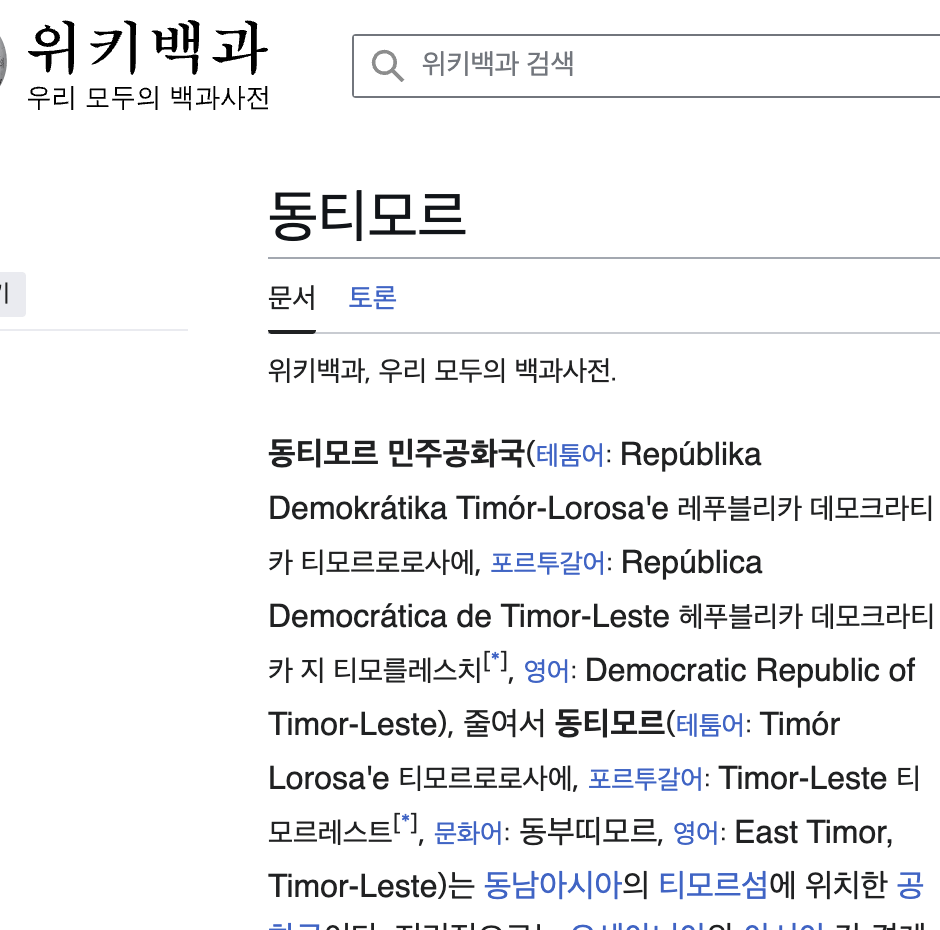 위키백과
우리 모두의 백과사전
위키백과 검색
동티모르
기
문서 토론
위키백과, 우리 모두의 백과사전.
동티모르 민주공화국(테툼어: Repúblika
Demokrátika Timór-Lorosa'e 레푸블리카 데모크라티
카 티모르로로사에, 포르투갈어: República
Democrática de Timor-Leste 헤푸블리카 데모크라티
카 지 티모를레스치[*], 영어: Democratic Republic of
Timor-Leste), 줄여서 동티모르(테툼어: Timór
Lorosa'e 티모르로로사에, 포르투갈어: Timor-Leste 티
모르레스트[*], 문화어: 동부띠모르, 영어: East Timor,
Timor-Leste)는 동남아시아의 티모르섬에 위치한 공